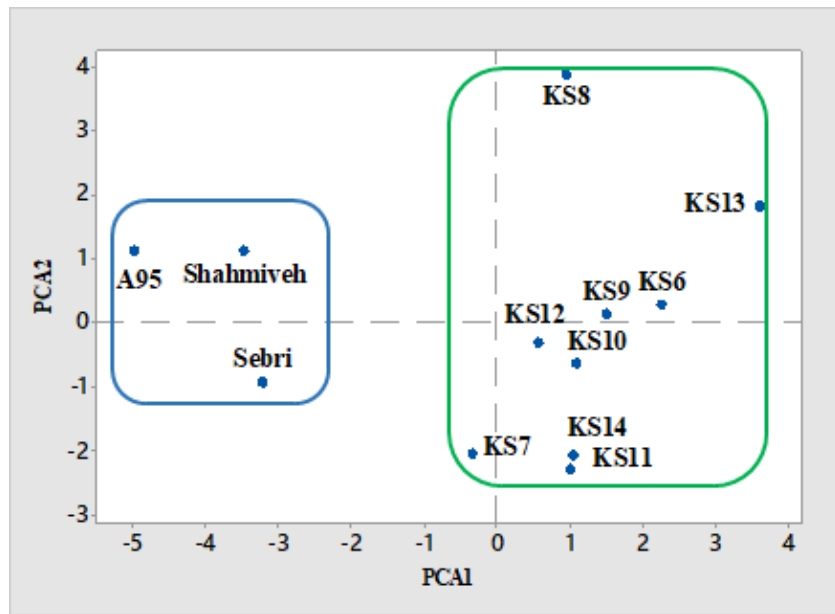 4
KS8
3
2
KS13
1
A95
Shahmiveh
KS9
KS6
PCA2
0
KS12
KS10
Sebri
-1
-2
KS7
KS14
KS11
-3
-5 -4 -3 -2 -1 0 1 2 3 4
PCA1